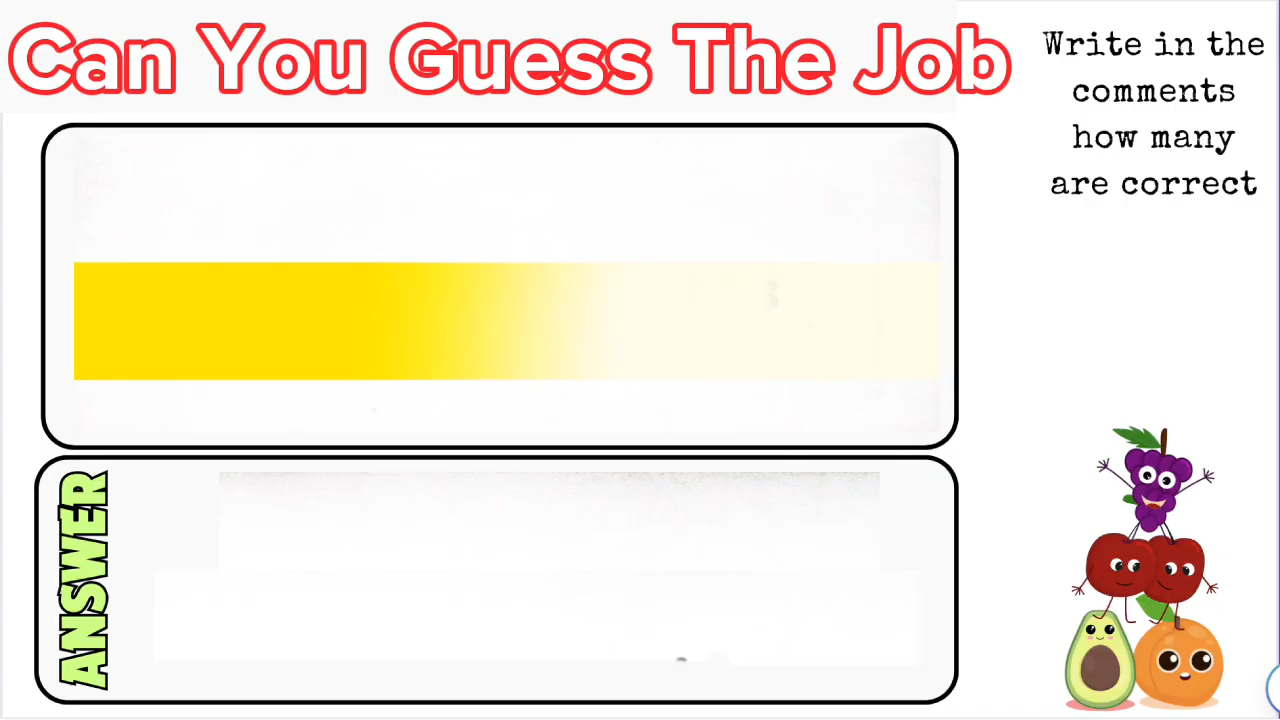 Can You Guess The Job
Write in the
comments
how many
are correct
ANSWER